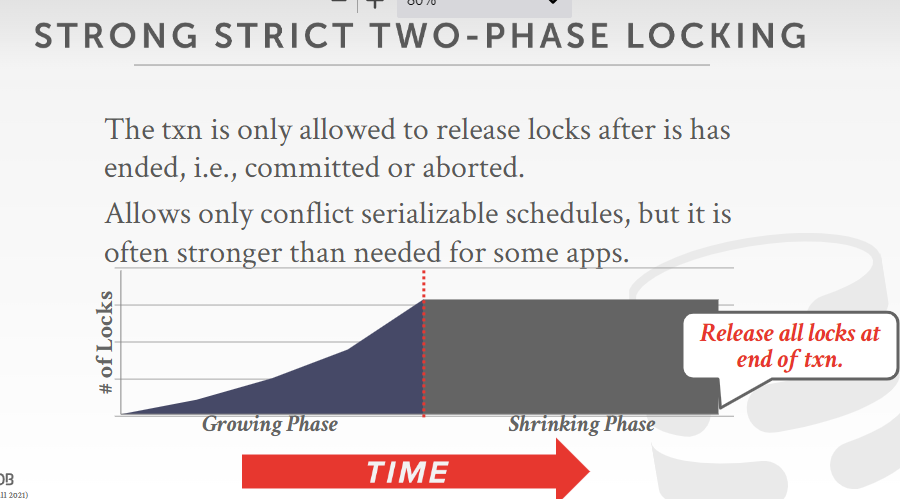 80%
STRONG STRICT TWO-PHASE LOCKING
The txn is only allowed to release locks after is has
ended, i.e., committed or aborted.
Allows only conflict serializable schedules, but it is
often stronger than needed for some apps.
# of Locks
Release all locks at
end of txn.
Growing Phase
Shrinking Phase
TIME
DB
ll 2021)